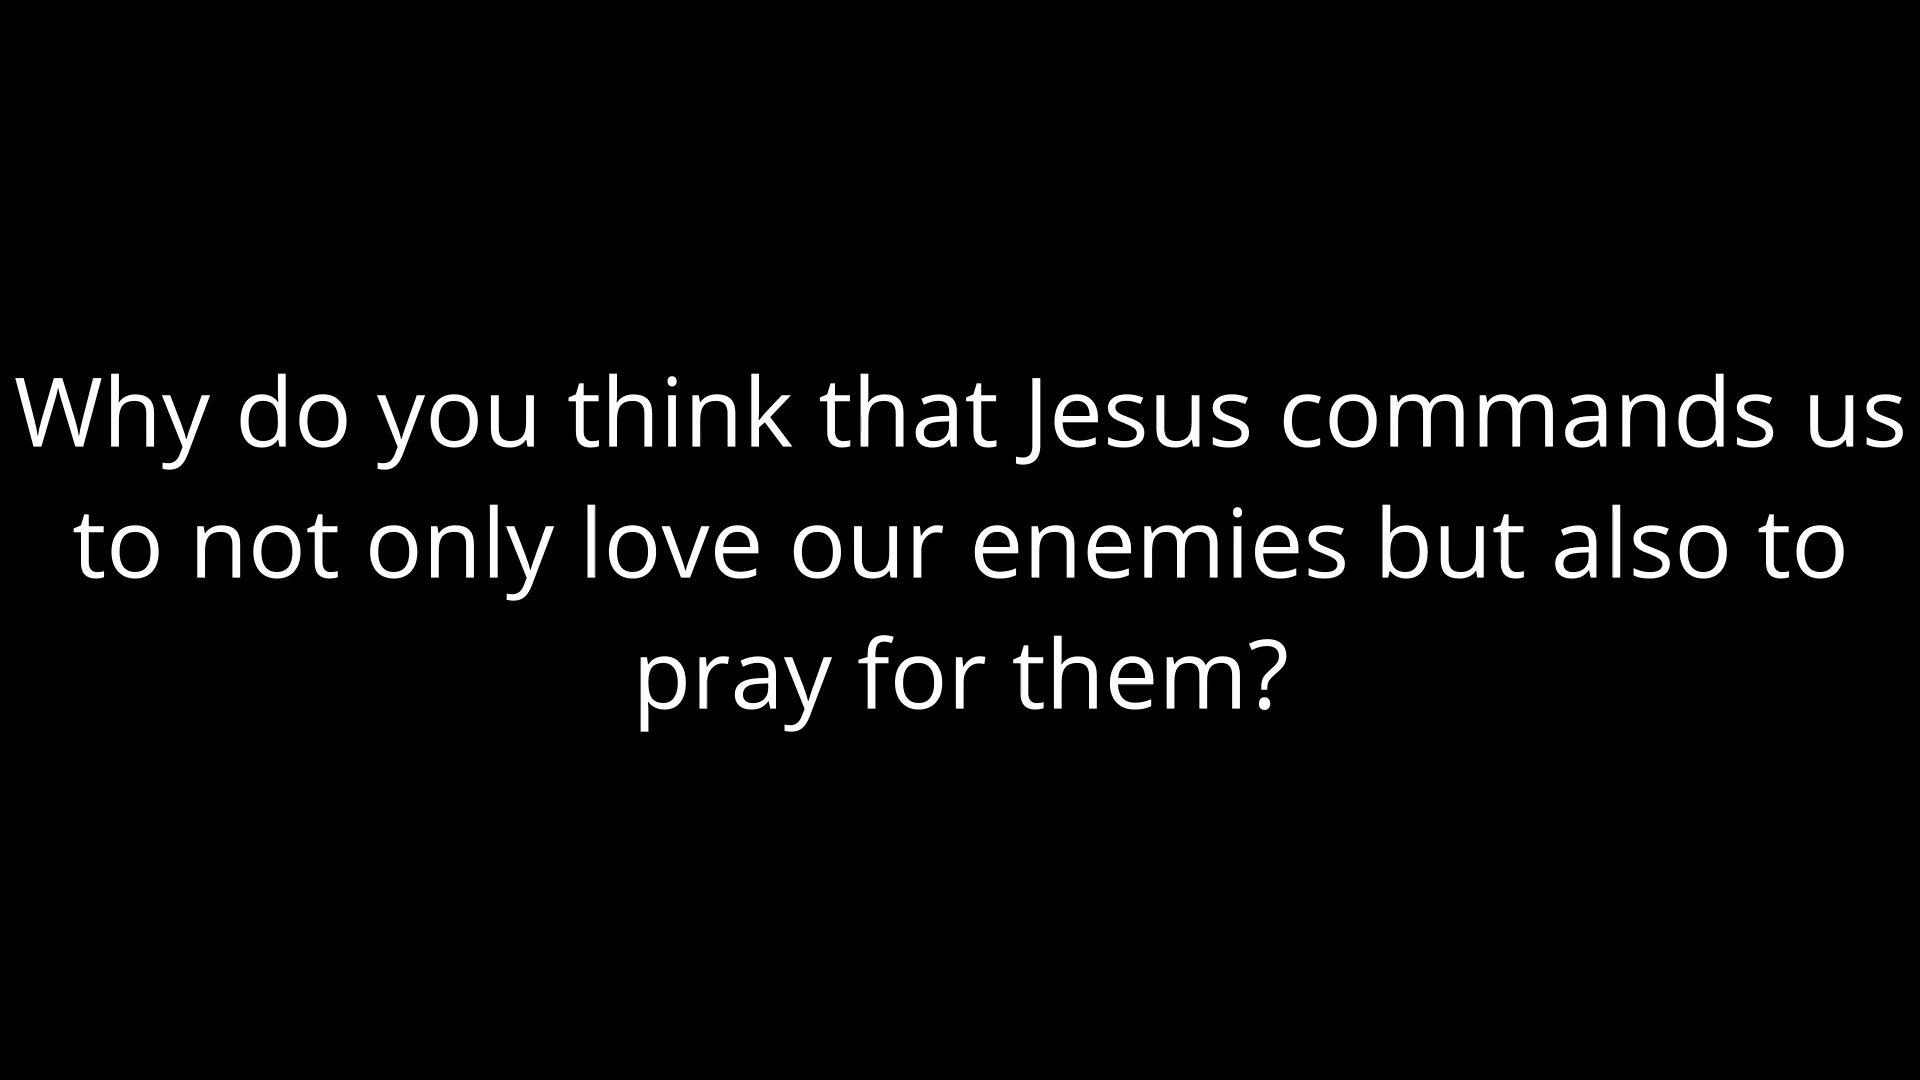 Why do you think that Jesus commands us
to not only love our enemies but also to
pray for them?